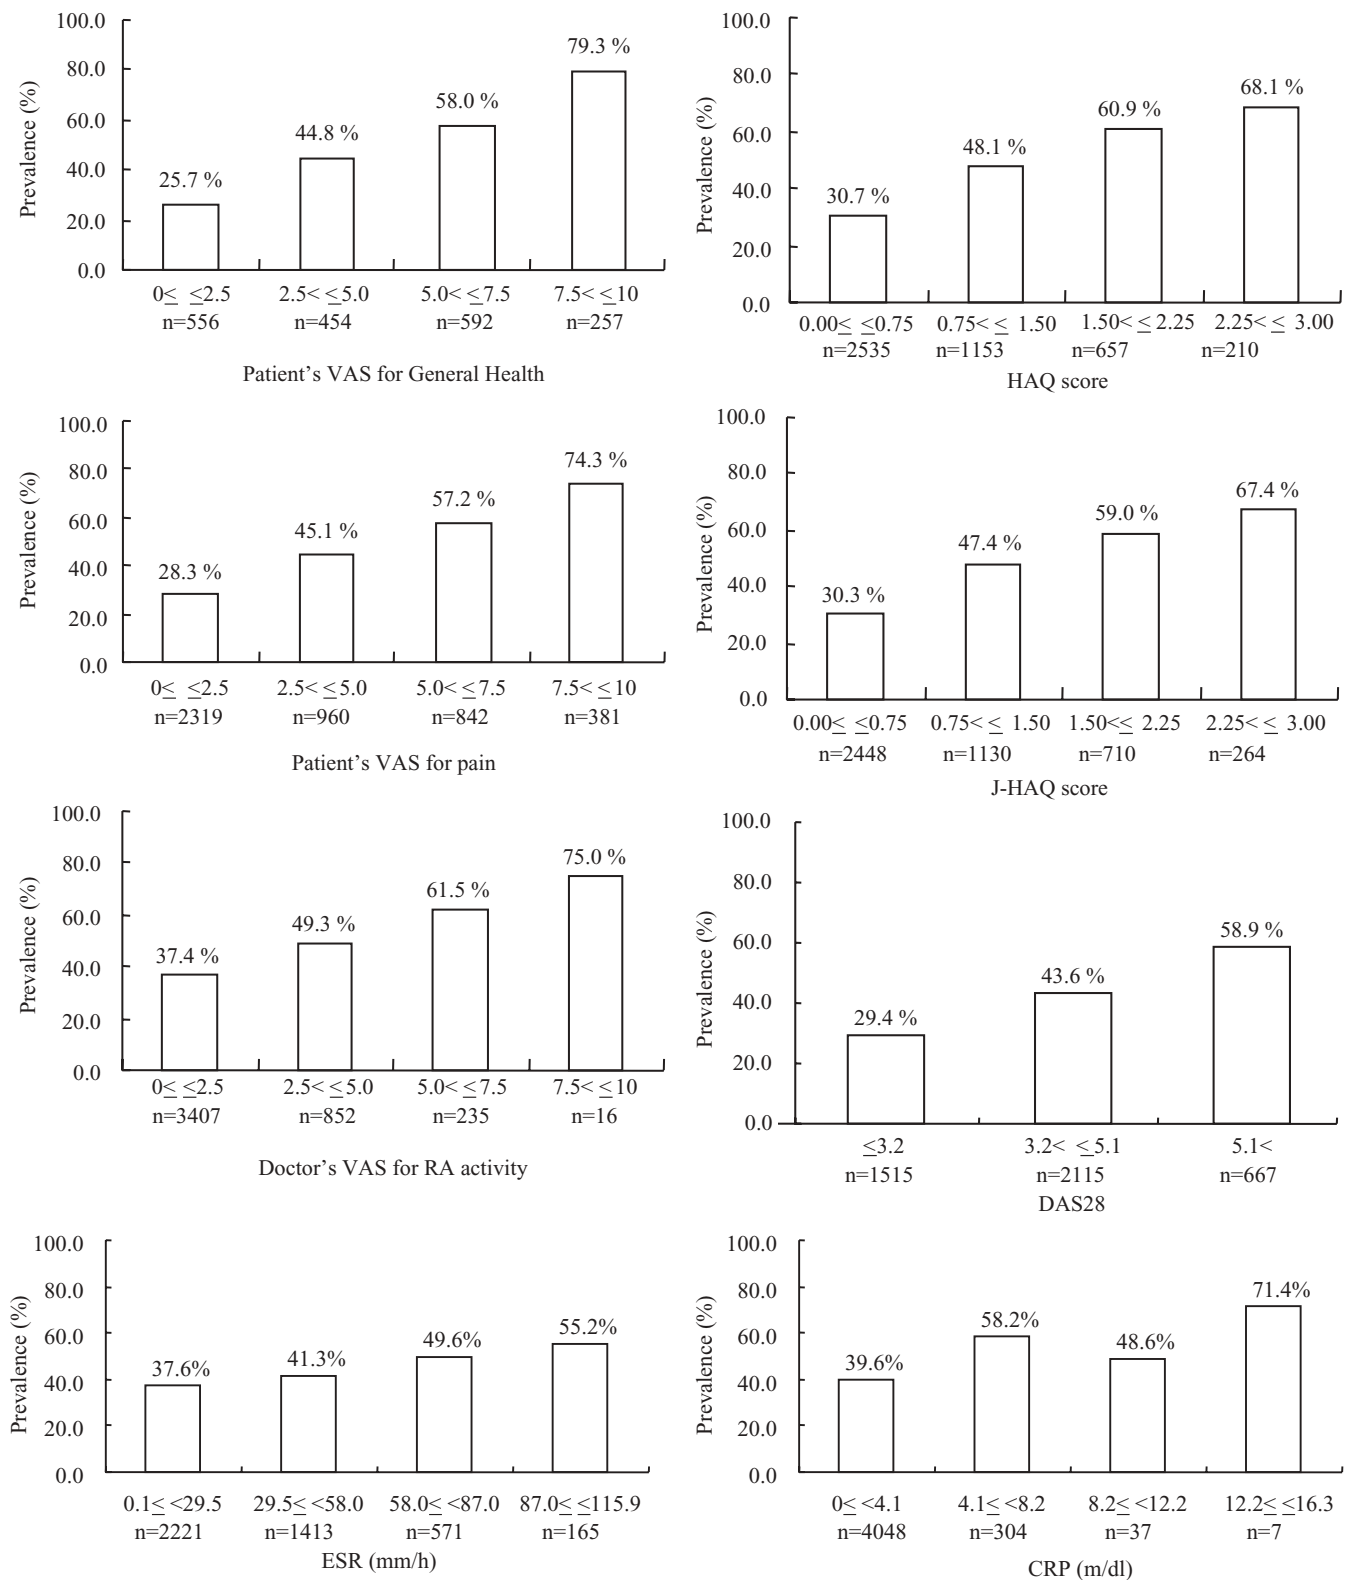 100.0
80.0
60.0
40.0
20.0
0.0
Prevalence (%)
25.7 %
44.8 %
58.0 %
79.3 %
0≤ ≤2.5 2.5< ≤5.0 5.0< ≤7.5 7.5< ≤10
n=556 n=454 n=592 n=257
Patient's VAS for General Health
100.0
80.0
60.0
40.0
20.0
0.0
Prevalence (%)
30.7 %
48.1 %
60.9 %
68.1 %
0.00≤ ≤0.75 0.75< ≤ 1.50 1.50< ≤ 2.25 2.25< ≤ 3.00
n=2535 n=1153 n=657 n=210
HAQ score
100.0
80.0
60.0
40.0
20.0
0.0
Prevalence (%)
28.3 %
45.1 %
57.2 %
74.3 %
0≤ ≤2.5 2.5< ≤5.0 5.0< ≤7.5 7.5< ≤10
n=2319 n=960 n=842 n=381
Patient's VAS for pain
100.0
80.0
60.0
40.0
20.0
0.0
Prevalence (%)
30.3 %
47.4 %
59.0 %
67.4 %
0.00≤ ≤0.75 0.75< ≤ 1.50 1.50<≤ 2.25 2.25< ≤ 3.00
n=2448 n=1130 n=710 n=264
J-HAQ score
100.0
80.0
60.0
40.0
20.0
0.0
Prevalence (%)
37.4 %
49.3 %
61.5 %
75.0 %
0≤ ≤2.5 2.5< ≤5.0 5.0< ≤7.5 7.5< ≤10
n=3407 n=852 n=235 n=16
Doctor's VAS for RA activity
100.0
80.0
60.0
40.0
20.0
0.0
Prevalence (%)
29.4 %
43.6 %
58.9 %
≤3.2 3.2< ≤5.1 5.1<
n=1515 n=2115 n=667
DAS28
100.0
80.0
60.0
40.0
20.0
0.0
Prevalence (%)
37.6%
41.3%
49.6%
55.2%
0.1≤ <29.5 29.5≤ <58.0 58.0≤ <87.0 87.0≤ ≤115.9
n=2221 n=1413 n=571 n=165
ESR (mm/h)
100.0
80.0
60.0
40.0
20.0
0.0
Prevalence (%)
39.6%
58.2%
48.6%
71.4%
0≤ <4.1 4.1≤ <8.2 8.2≤ <12.2 12.2≤ ≤16.3
n=4048 n=304 n=37 n=7
CRP (m/dl)